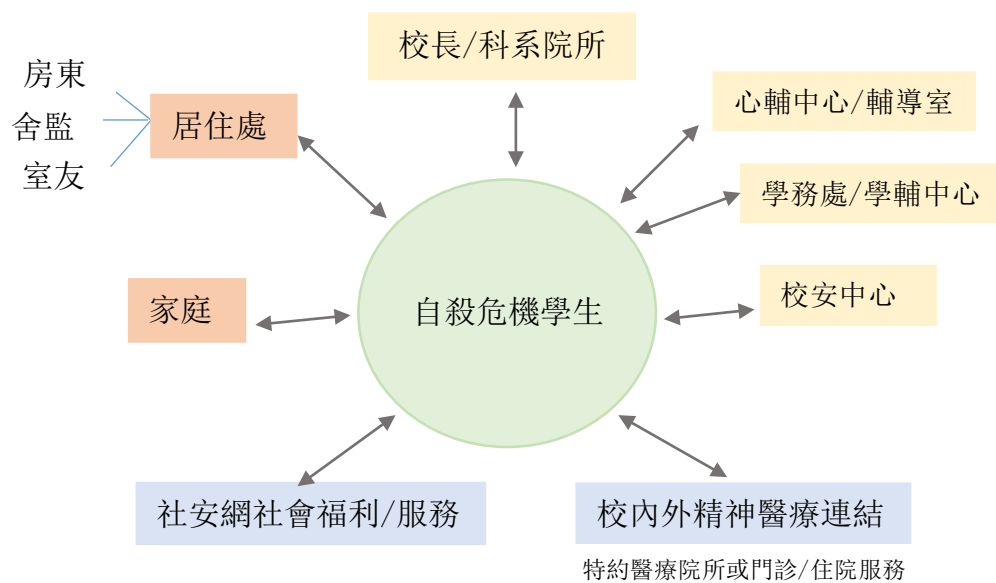 校長/科系院所
房東
舍監
室友
居住處
心輔中心/輔導室
學務處/學輔中心
家庭
自殺危機學生
校安中心
社安網社會福利/服務
校內外精神醫療連結
特約醫療院所或門診/住院服務